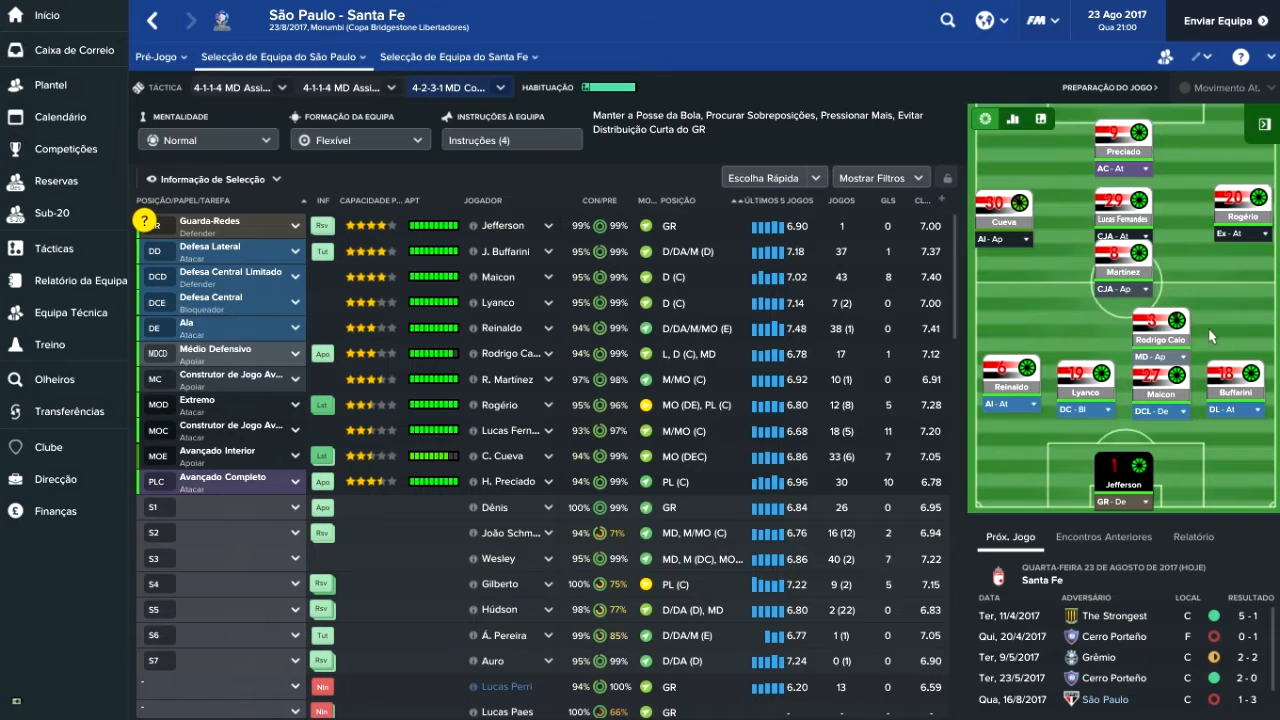 Início
Caixa de Correio
Plantel
Calendário
Competições
Reservas
Sub-20
Tácticas
Relatório da Equipa
Equipa Técnica
Treino
Olheiros
Transferências
Clube
Direcção
Finanças
São Paulo - Santa Fe
23/8/2017, Morumbi (Copa Bridgestone Libertadores)
FM
23 Ago 2017
Qua 21:00
Enviar Equipa
Pré-Jogo
Selecção de Equipa do São Paulo
Selecção de Equipa do Santa Fe
?
TÁCTICA
4-1-1-4 MD Assi...
4-1-1-4 MD Assi...
4-2-3-1 MD Co...
HABITUAÇÃO
PREPARAÇÃO DO JOGO >
Movimento At.
MENTALIDADE
FORMAÇÃO DA EQUIPA
INSTRUÇÕES À EQUIPA
Normal
Flexível
Instruções (4)
Manter a Posse da Bola, Procurar Sobreposições, Pressionar Mais, Evitar
Distribuição Curta do GR
Informação de Selecção
Escolha Rápida
Mostrar Filtros
POSIÇÃO/PAPEL/TAREFA INF CAPACIDADE P... APT JOGADOR CON/PRE MO... POSIÇÃO ÚLTIMOS 5 JOGOS JOGOS GLS CL... +
? Guarda-Redes Defender Rsv Jefferson 99% 99% GR 6.90 1 0 7.00
DD Defesa Lateral Atacar Tut J. Buffarini 95% 99% D/DA/M (D) 7.18 37 1 7.37
DCD Defesa Central Limitado Defender Maicon 95% 99% D (C) 7.02 43 8 7.40
DCE Defesa Central Bloqueador Lyanco 95% 99% D (C) 7.14 7 (2) 0 7.00
DE Ala Atacar Reinaldo 94% 99% D/DA/M/MO (E) 7.48 38 (1) 0 7.41
MDCD Médio Defensivo Apoiar Apo Rodrigo Ca... 94% 99% L, D (C), MD 6.78 17 1 7.12
MC Construtor de Jogo Av... Apoiar R. Martínez 97% 98% M/MO (C) 6.92 10 (1) 0 6.91
MOD Extremo Atacar Lst Rogério 95% 96% MO (DE), PL (C) 6.80 12 (8) 5 7.28
MOC Construtor de Jogo Av... Atacar Lucas Fern... 93% 97% M/MO (C) 6.68 18 (5) 11 7.20
MOE Avançado Interior Apoiar Lst C. Cueva 94% 99% MO (DEC) 6.86 33 (6) 7 7.05
PLC Avançado Completo Atacar Apo H. Preciado 94% 99% PL (C) 6.96 30 10 6.78
S1 Apo Dênis 100% 99% GR 6.84 26 0 6.95
S2 Rsv João Schm... 94% 71% MD, M/MO (C) 6.76 16 (12) 2 6.94
S3 Wesley 95% 99% MD, M (DC), MO... 6.86 40 (2) 7 7.22
S4 Rsv Gilberto 100% 75% PL (C) 7.22 9 (2) 5 7.15
S5 Rsv Húdson 98% 77% D/DA (D), MD 6.80 2 (22) 0 6.83
S6 Tut Á. Pereira 99% 85% D/DA/M (E) 6.77 1 (1) 0 7.05
S7 Rsv Auro 95% 99% D/DA (D) 7.24 0 (1) 0 6.90
- NIn Lucas Perri 94% 100% GR 6.20 13 0 6.59
- NIn Lucas Paes 100% 66% GR - - - -
9
Preciado
AC - At
30
Cueva
AI - Ap
29
Lucas Fernandes
CJA - At
20
Rogério
Ex - At
8
Martínez
CJA - Ap
3
Rodrigo Caio
MD - Ap
6
Reinaldo
Al - At
19
Lyanco
DC - Bl
27
Maicon
DCL - De
18
Buffarini
DL - At
1
Jefferson
GR - De
Próx. Jogo
Encontros Anteriores
Relatório
QUARTA-FEIRA 23 DE AGOSTO DE 2017 (HOJE)
Santa Fe
DATA ADVERSÁRIO LOCAL RESULTADO
Ter, 11/4/2017 The Strongest C 5 - 1
Qui, 20/4/2017 Cerro Porteño F 0 - 1
Ter, 9/5/2017 Grêmio C 2 - 2
Ter, 23/5/2017 Cerro Porteño C 2 - 0
Qua, 16/8/2017 São Paulo C 1 - 3